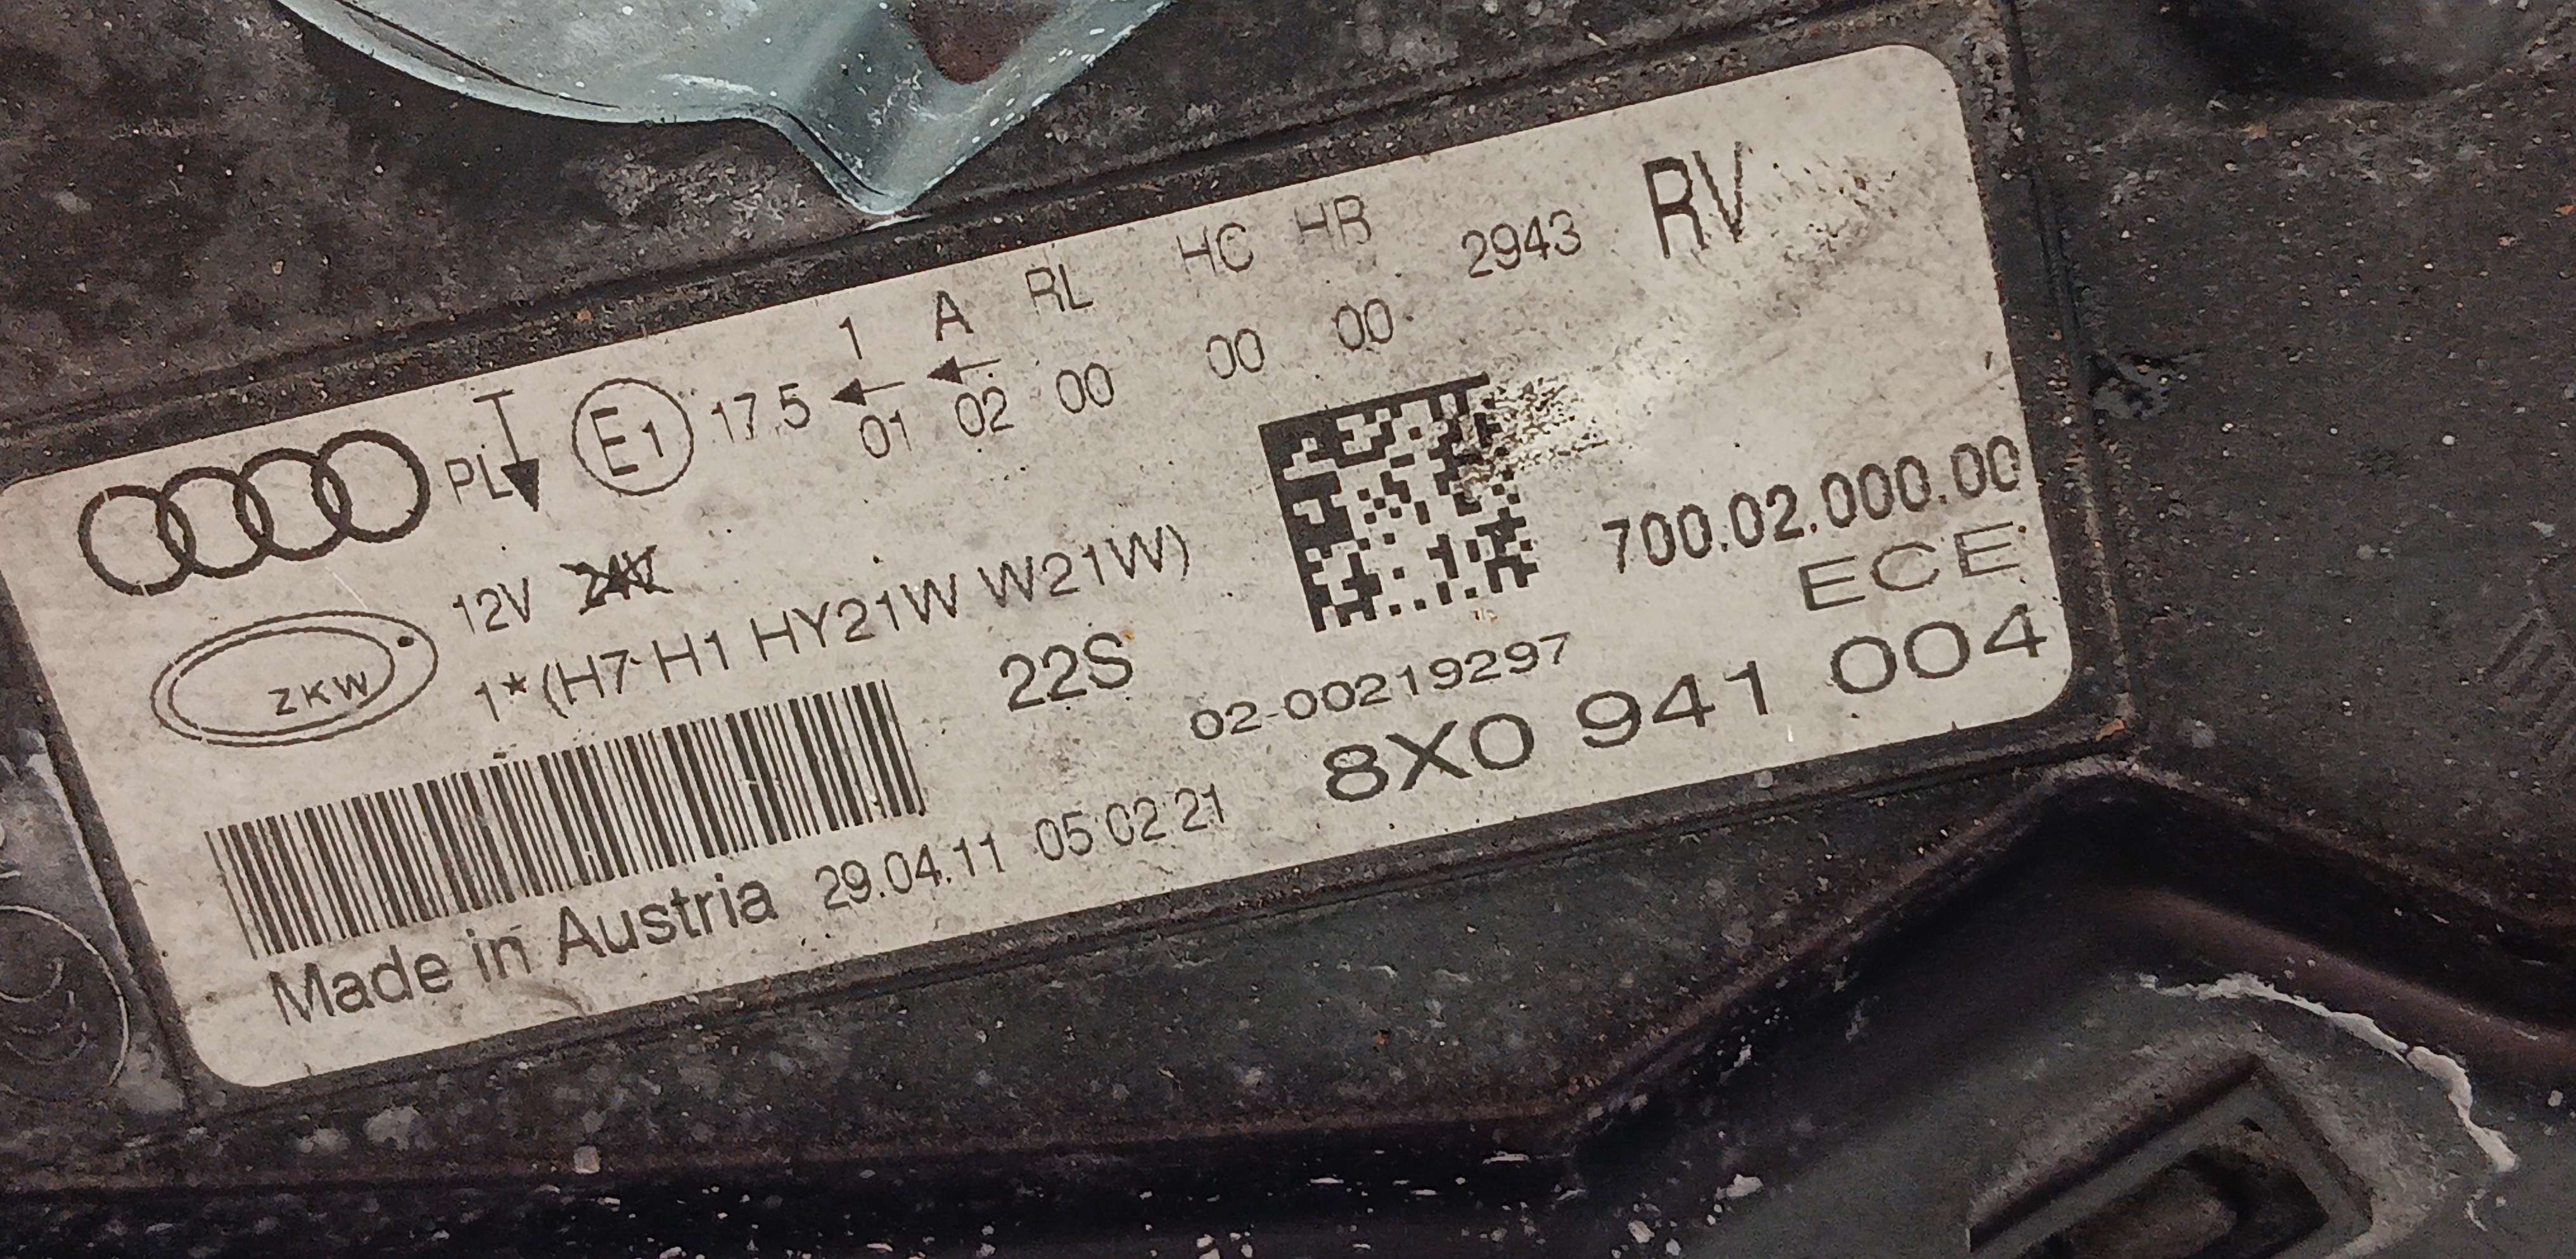 1 A RL HC HB 2943 RV
PL E1 17.5 01 02 00 00 00
12V 24V 700.02.000.00
1*(H7 H1 HY21W W21W) ECE
ZKW 22S 02-00219297
8X0 941 004
Made in Austria 29.04.11 05:02:21